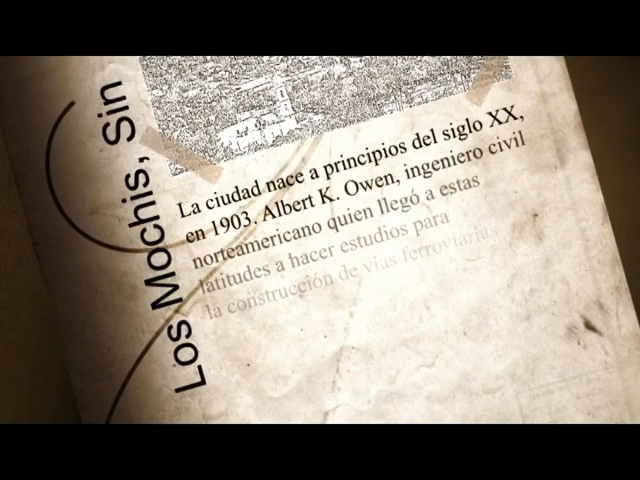 Los Mochis, Sin
La ciudad nace a principios del siglo XX,
en 1903. Albert K. Owen, ingeniero civil
norteamericano quien llegó a estas
latitudes a hacer estudios para
la construcción de vias ferroviarias